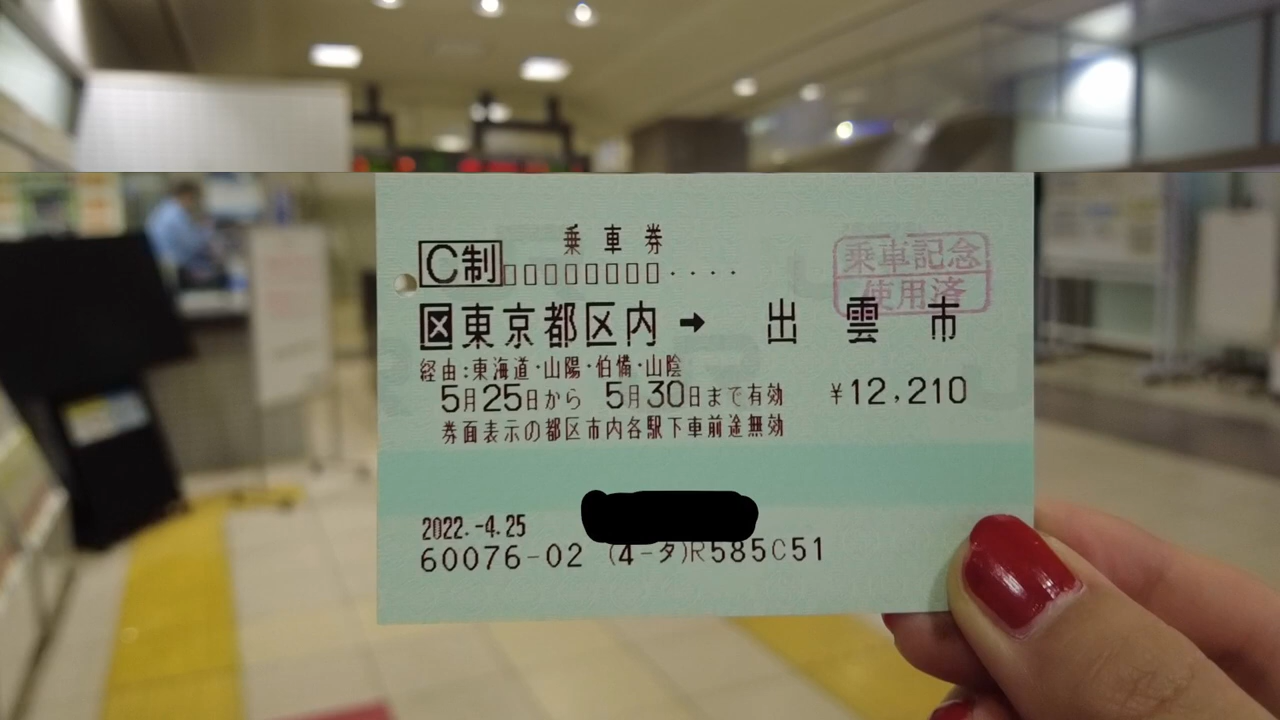 乗車券
C制 □□□□□□□□‥‥
区 東京都区内 → 出雲市
乗車記念
使用済
経由:東海道・山陽・伯備・山陰
5月25日から 5月30日まで有効 ¥12,210
券面表示の都区市内各駅下車前途無効
2022.-4.25
60076-02 (4-タ)R585C51